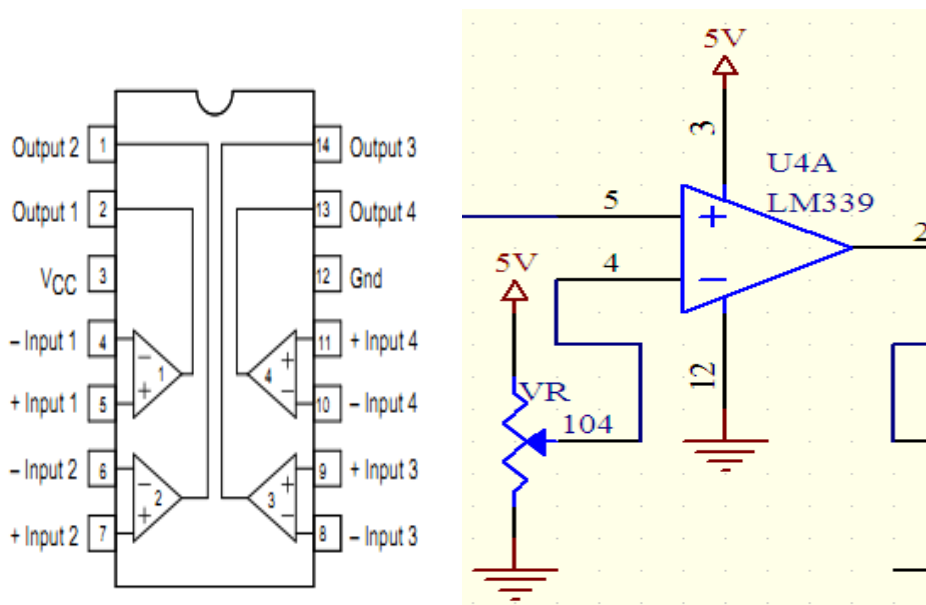 Output 2 1 14 Output 3
Output 1 2 13 Output 4
VCC 3 12 Gnd
– Input 1 4 11 + Input 4
+ Input 1 5 10 – Input 4
– Input 2 6 9 + Input 3
+ Input 2 7 8 – Input 3
– + 1
+ – 4
– + 2
+ – 3
5V
3
U4A
LM339
5
+
4
–
2
5V
12
VR
104